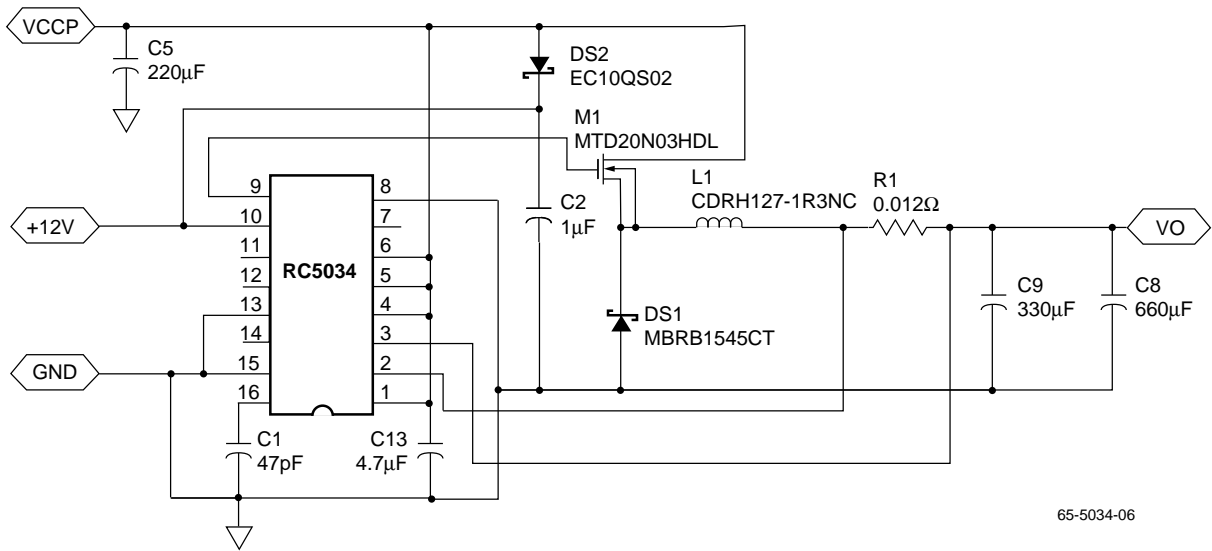 VCCP
C5
220µF
DS2
EC10QS02
M1
MTD20N03HDL
L1
CDRH127-1R3NC
R1
0.012Ω
C2
1µF
+12V
VO
9
10
11
12
13
14
15
16
RC5034
8
7
6
5
4
3
2
1
DS1
MBRB1545CT
C9
330µF
C8
660µF
GND
C1
47pF
C13
4.7µF
65-5034-06